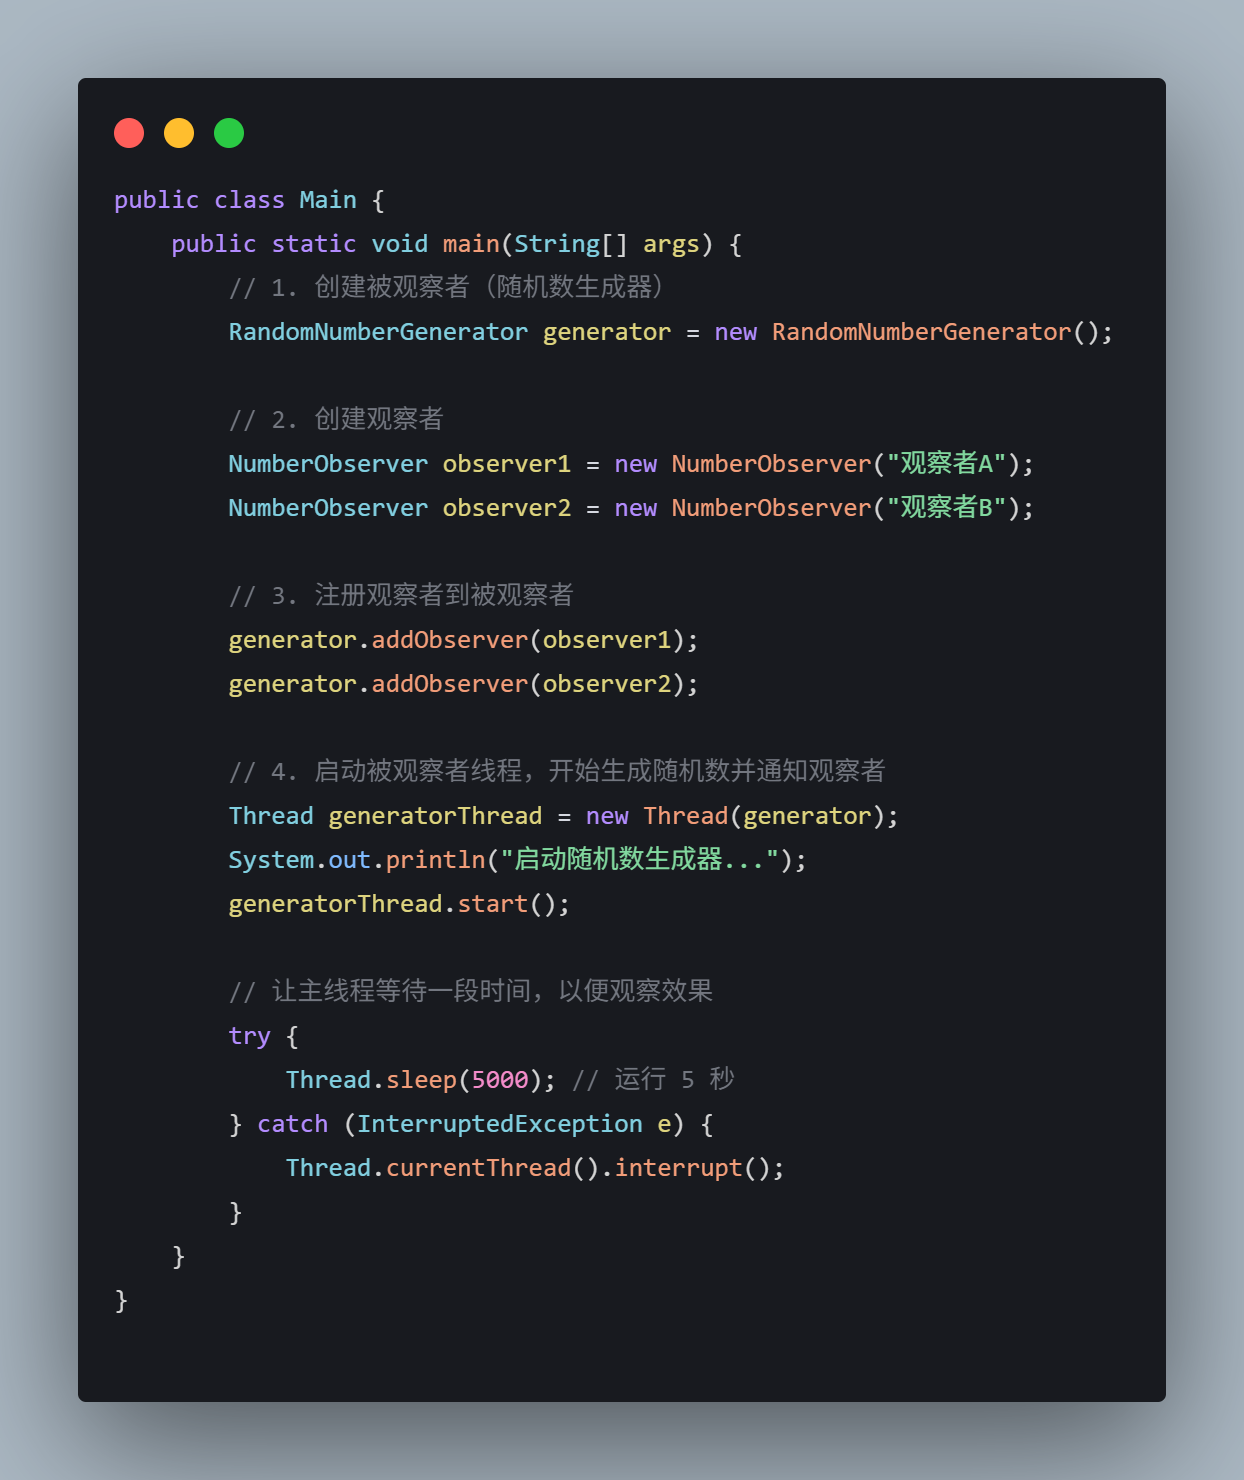 public class Main {
    public static void main(String[] args) {
        // 1. 创建被观察者（随机数生成器）
        RandomNumberGenerator generator = new RandomNumberGenerator();

        // 2. 创建观察者
        NumberObserver observer1 = new NumberObserver("观察者A");
        NumberObserver observer2 = new NumberObserver("观察者B");

        // 3. 注册观察者到被观察者
        generator.addObserver(observer1);
        generator.addObserver(observer2);

        // 4. 启动被观察者线程，开始生成随机数并通知观察者
        Thread generatorThread = new Thread(generator);
        System.out.println("启动随机数生成器...");
        generatorThread.start();

        // 让主线程等待一段时间，以便观察效果
        try {
            Thread.sleep(5000); // 运行 5 秒
        } catch (InterruptedException e) {
            Thread.currentThread().interrupt();
        }
    }
}